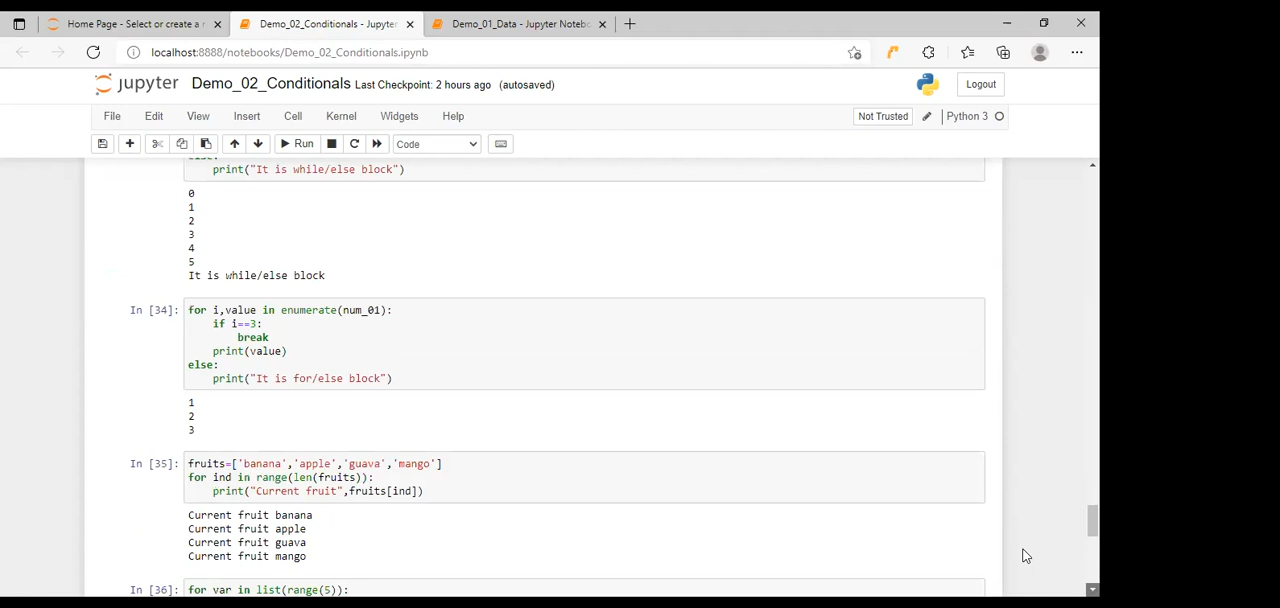 Home Page - Select or create a n
Demo_02_Conditionals - Jupyter
Demo_01_Data - Jupyter Noteb
localhost:8888/notebooks/Demo_02_Conditionals.ipynb
jupyter Demo_02_Conditionals Last Checkpoint: 2 hours ago (autosaved)
Logout
File Edit View Insert Cell Kernel Widgets Help
Not Trusted
Python 3
Run
Code
print("It is while/else block")
0
1
2
3
4
5
It is while/else block
In [34]: for i,value in enumerate(num_01):
if i==3:
break
print(value)
else:
print("It is for/else block")
1
2
3
In [35]: fruits=['banana','apple','guava','mango']
for ind in range(len(fruits)):
print("Current fruit",fruits[ind])
Current fruit banana
Current fruit apple
Current fruit guava
Current fruit mango
In [36]: for var in list(range(5)):